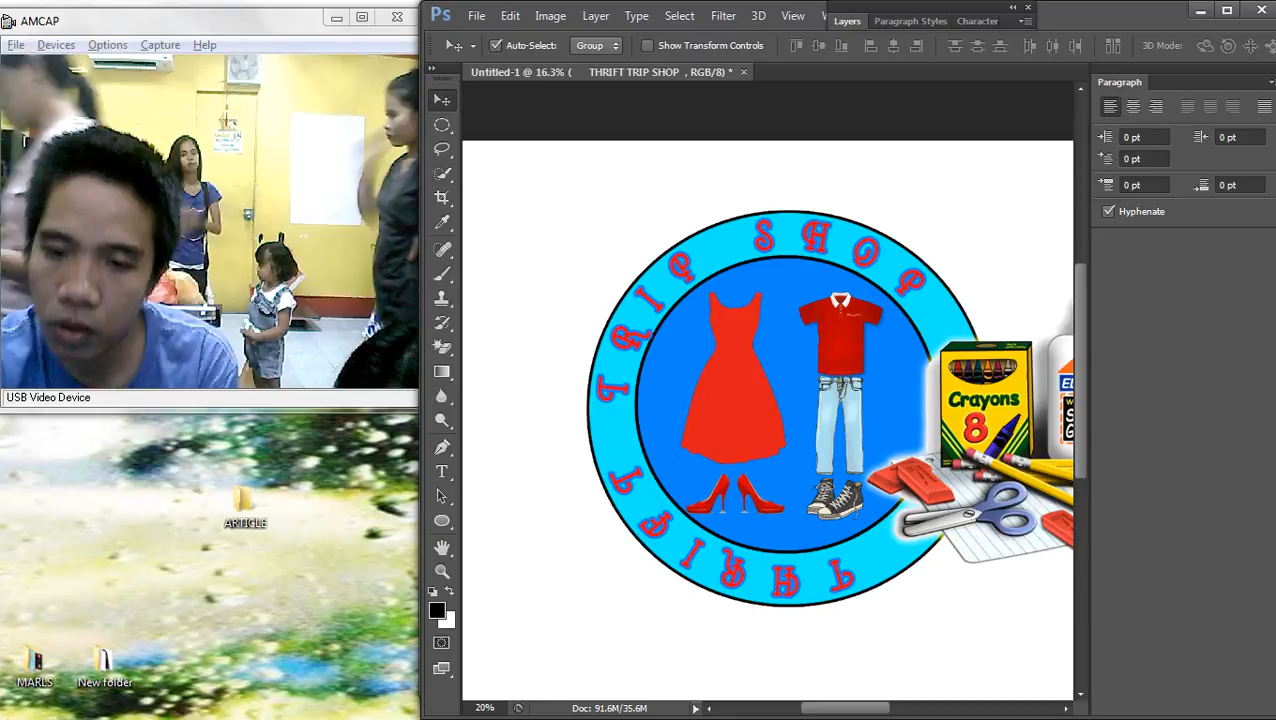 AMCAP
File Devices Options Capture Help
USB Video Device
ARTICLE
MARLS
New folder
Ps File Edit Image Layer Type Select Filter 3D View
Layers Paragraph Styles Character
Auto-Select: Group Show Transform Controls
3D Mode:
Untitled-1 @ 16.3% ( THRIFT TRIP SHOP , RGB/8) *
THRIFT TRIP SHOP
Crayons
8
Paragraph
0 pt
0 pt
0 pt
0 pt
0 pt
Hyphenate
20%
Doc: 91.6M/35.6M